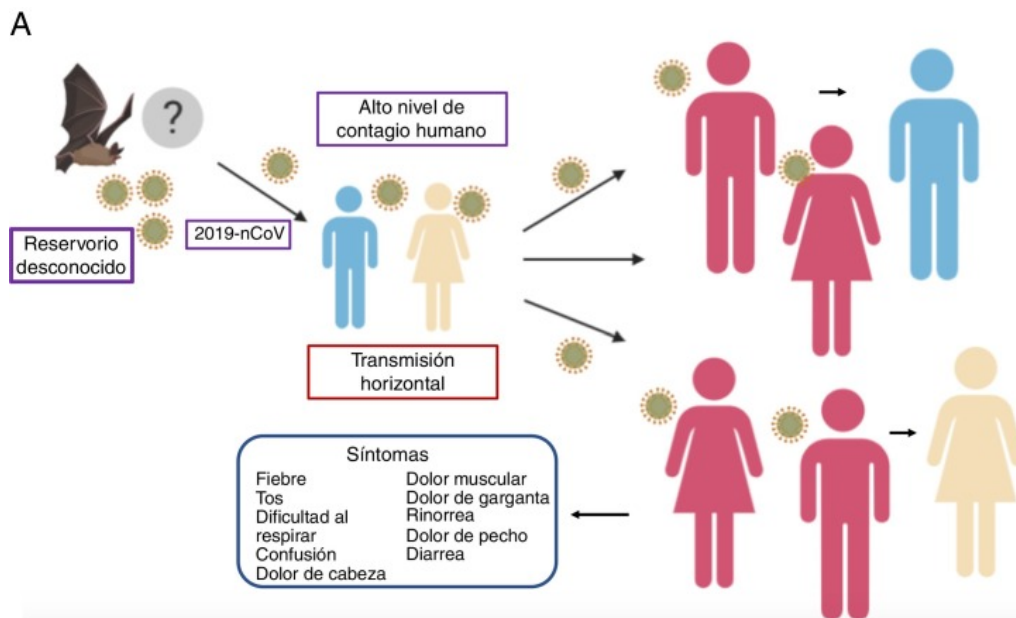 A
?
Alto nivel de
contagio humano
2019-nCoV
Reservorio
desconocido
Transmisión
horizontal
Síntomas
Fiebre
Tos
Dificultad al
respirar
Confusión
Dolor de cabeza
Dolor muscular
Dolor de garganta
Rinorrea
Dolor de pecho
Diarrea